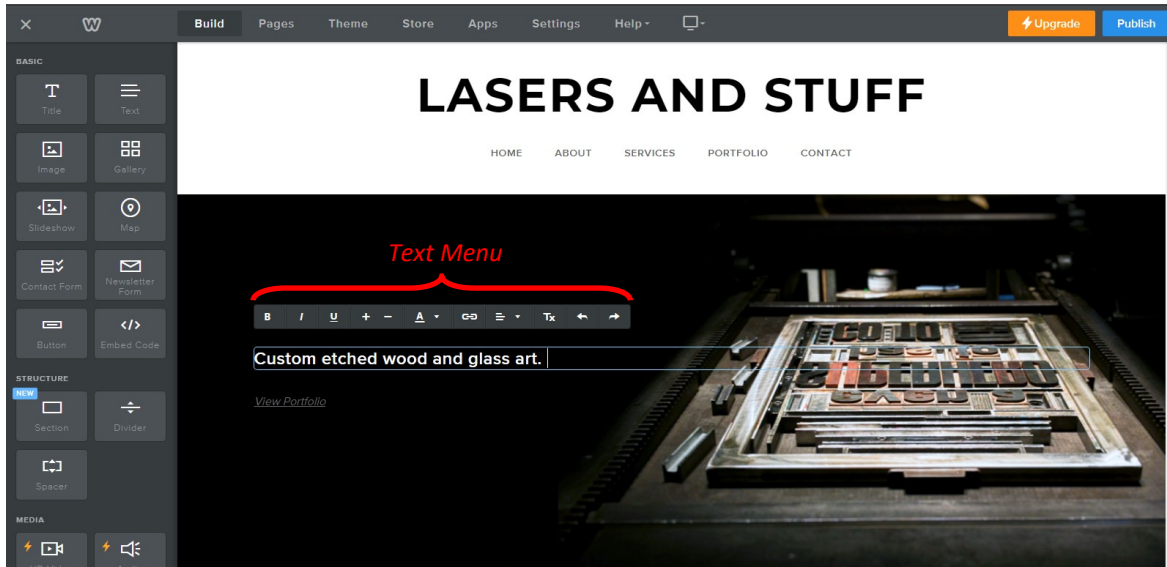 Build Pages Theme Store Apps Settings Help Upgrade Publish
BASIC
Title Text
Image Gallery
Slideshow Map
Contact Form Newsletter Form
Button Embed Code
STRUCTURE
NEW
Section Divider
Spacer
MEDIA
LASERS AND STUFF
HOME ABOUT SERVICES PORTFOLIO CONTACT
Text Menu
B I U + − A Tx
Custom etched wood and glass art.
View Portfolio